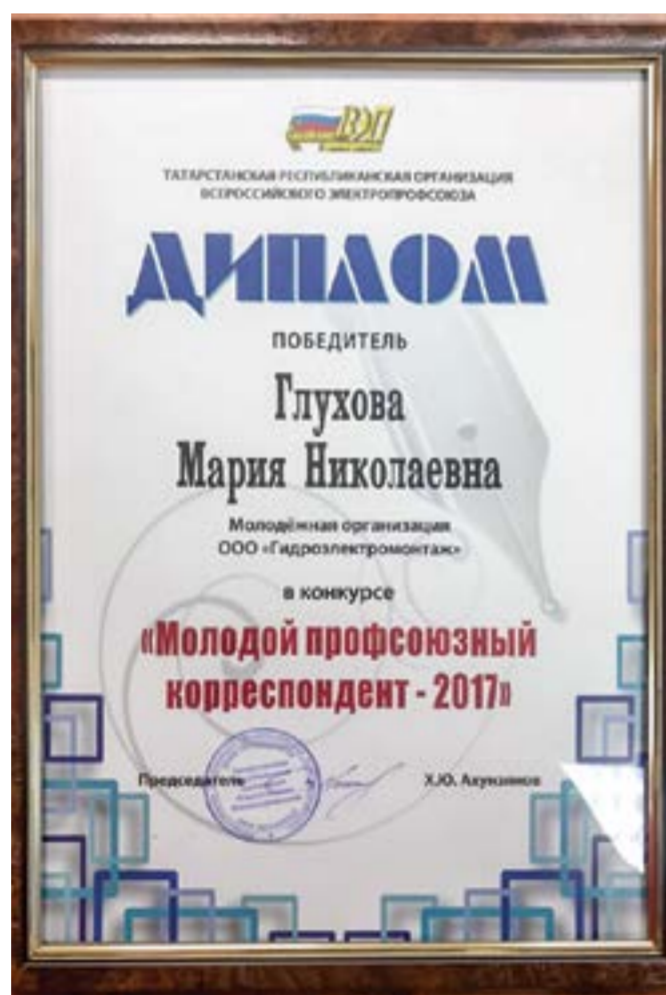 ВЭП
ТАТАРСТАНСКАЯ РЕСПУБЛИКАНСКАЯ ОРГАНИЗАЦИЯ
ВСЕРОССИЙСКОГО ЭЛЕКТРОПРОФСОЮЗА
ДИПЛОМ
ПОБЕДИТЕЛЬ
Глухова
Мария Николаевна
Молодёжная организация
ООО «Гидроэлектромонтаж»
в конкурсе
«Молодой профсоюзный
корреспондент - 2017»
Председатель Х.Ю. Ахунзянов